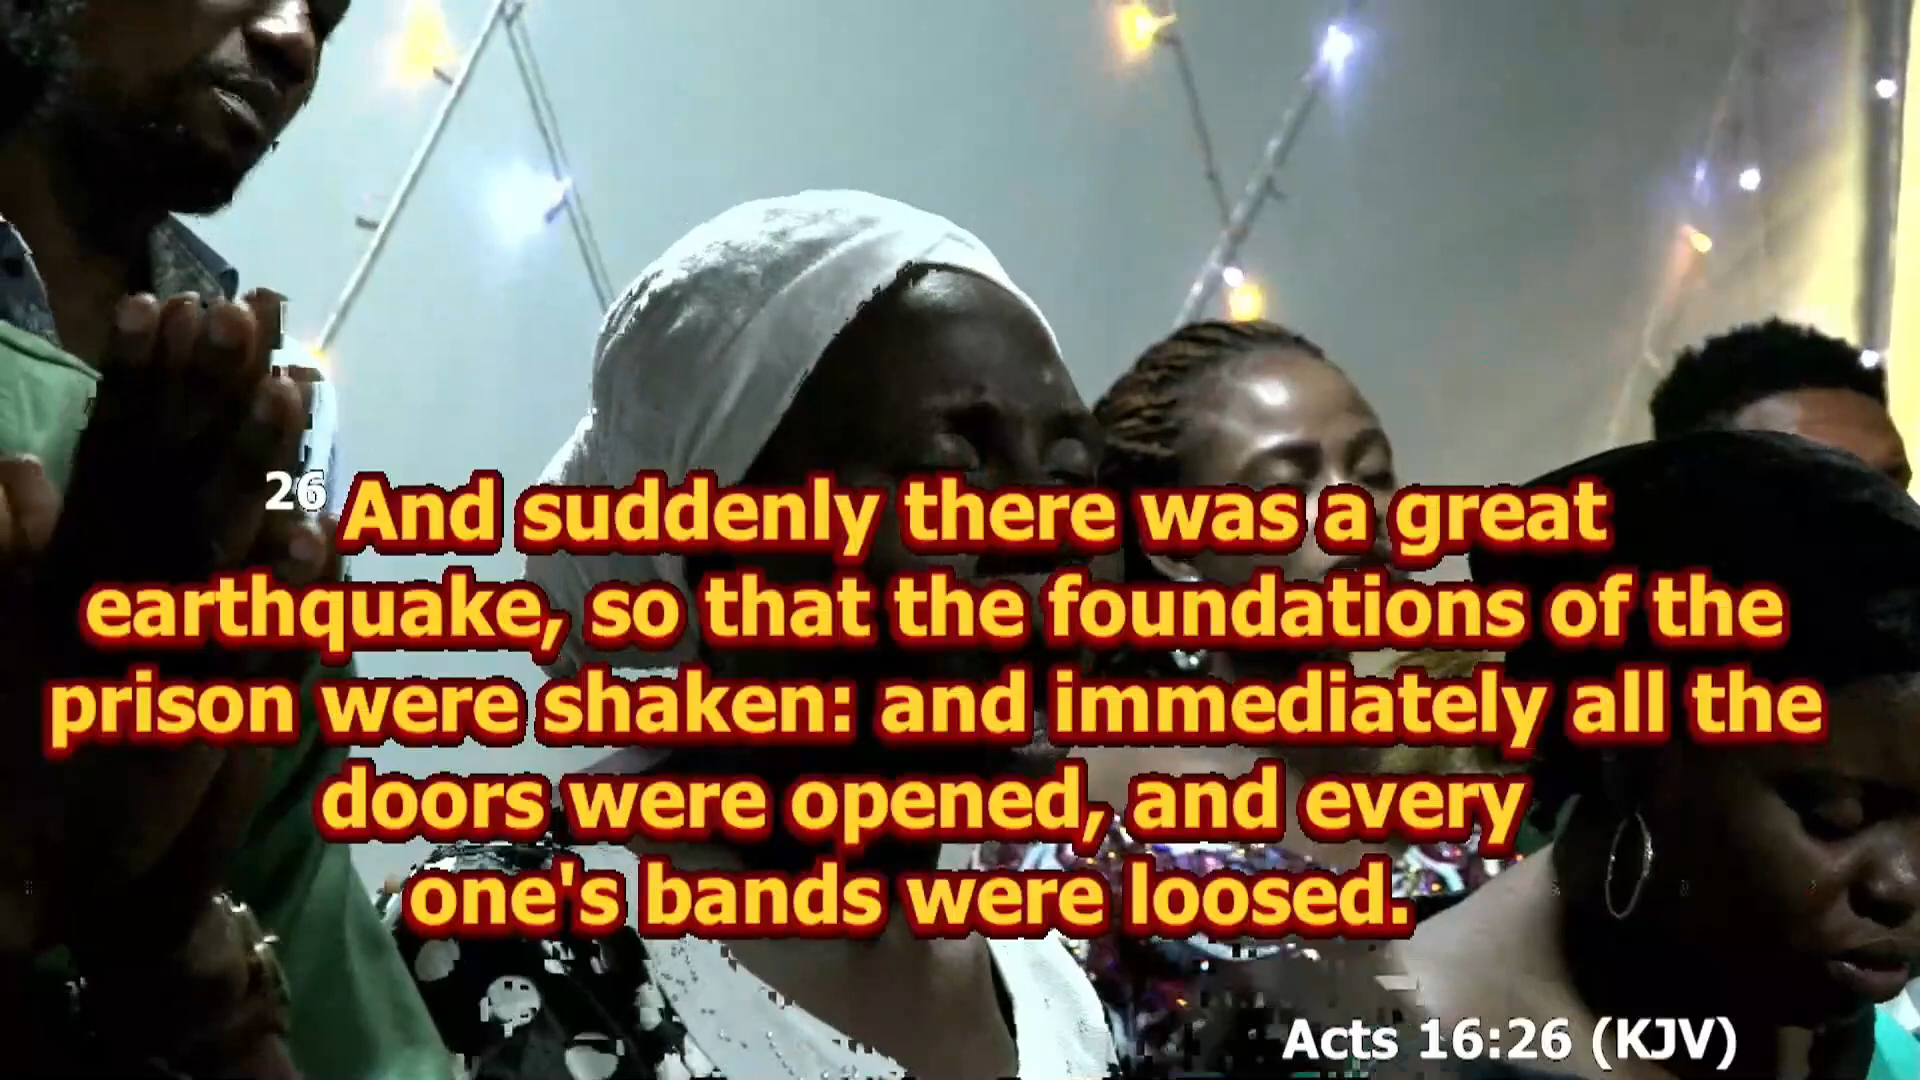 26 And suddenly there was a great
earthquake, so that the foundations of the
prison were shaken: and immediately all the
doors were opened, and every
one's bands were loosed.
Acts 16:26 (KJV)